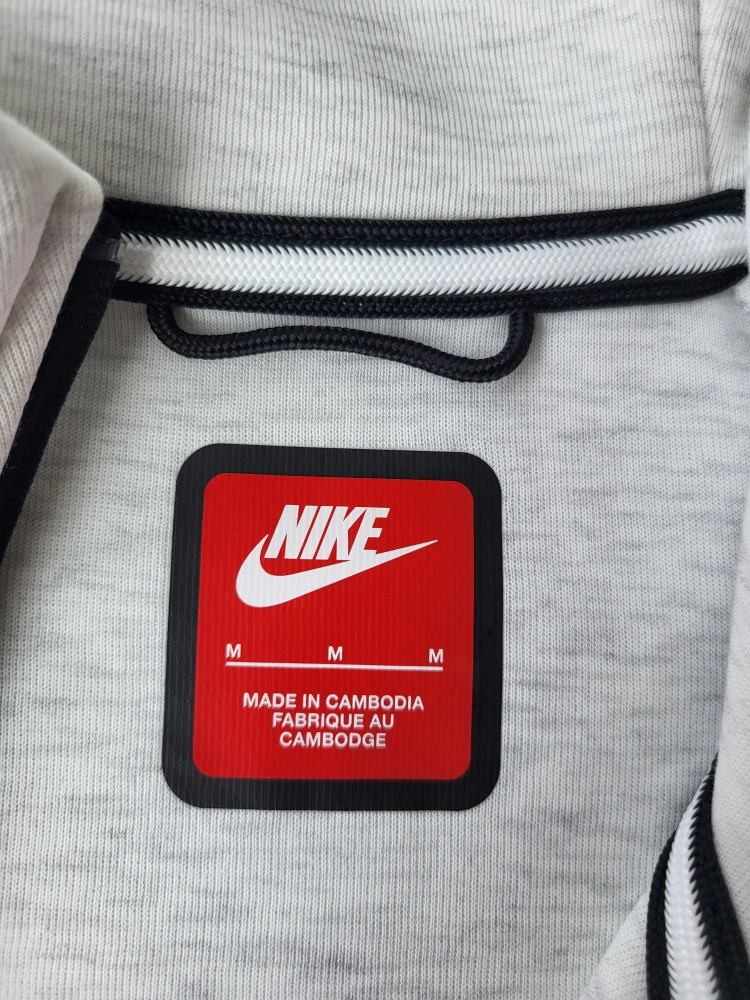 NIKE
M M M
MADE IN CAMBODIA
FABRIQUE AU
CAMBODGE